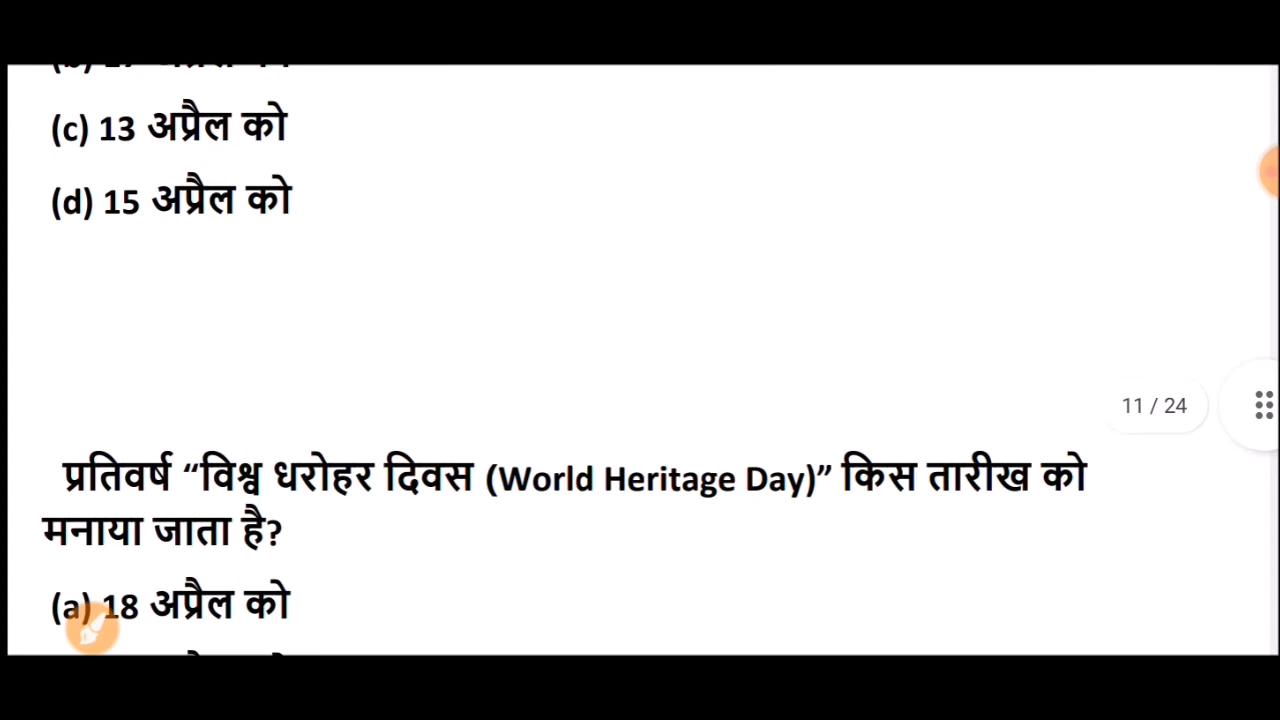 (c) 13 अप्रैल को
(d) 15 अप्रैल को
11 / 24
प्रतिवर्ष “विश्व धरोहर दिवस (World Heritage Day)” किस तारीख को
मनाया जाता है?
(a) 18 अप्रैल को